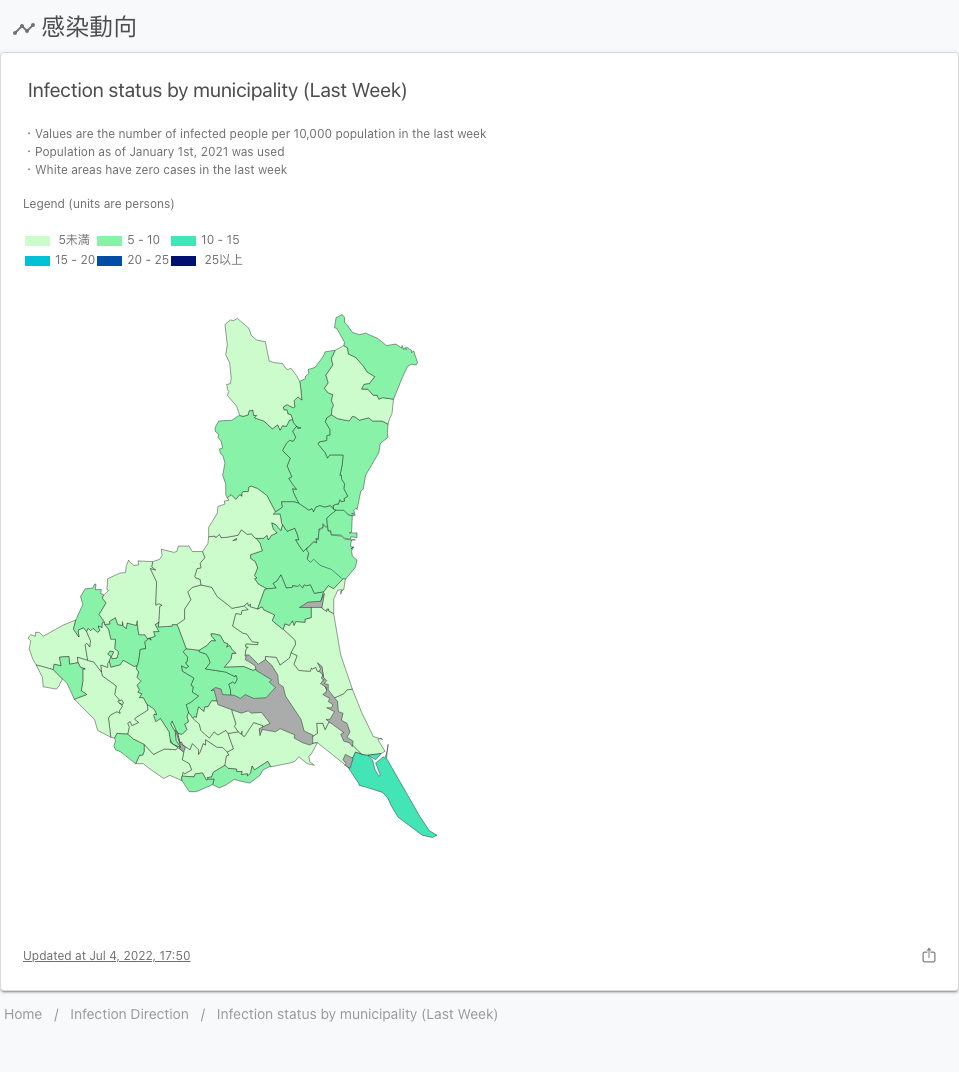 感染動向
Infection status by municipality (Last Week)
・Values are the number of infected people per 10,000 population in the last week
・Population as of January 1st, 2021 was used
・White areas have zero cases in the last week
Legend (units are persons)
5未満 5 - 10 10 - 15
15 - 20 20 - 25 25以上
Updated at Jul 4, 2022, 17:50
Home / Infection Direction / Infection status by municipality (Last Week)